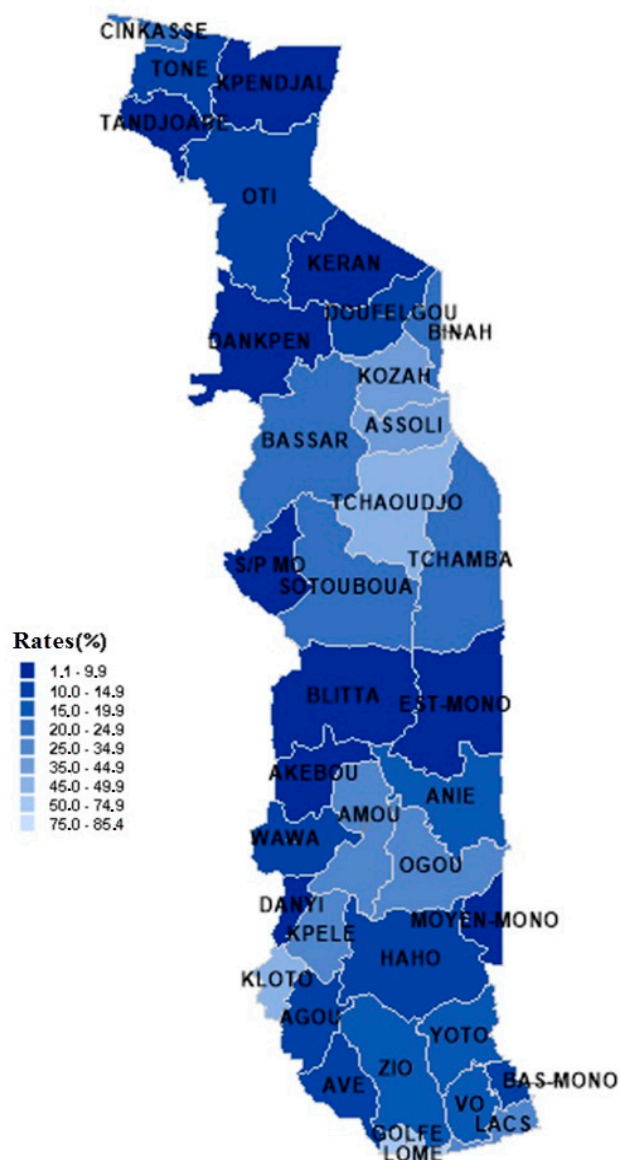 CINKASSE
TONE
KPENDJAL
TANDJOARE
OTI
KERAN
DOUFELGOU
BINAH
DANKPEN
KOZAH
ASSOLI
BASSAR
TCHAOUDJO
TCHAMBA
S/P MO
SOTOUBOUA
Rates(%)
1.1 - 9.9
10.0 - 14.9
15.0 - 19.9
20.0 - 24.9
25.0 - 34.9
35.0 - 44.9
45.0 - 49.9
50.0 - 74.9
75.0 - 85.4
BLITTA
EST-MONO
AKEBOU
ANIE
AMOU
WAWA
OGOU
DANYI
MOYEN-MONO
KPELE
HAHO
KLOTO
AGOU
YOTO
ZIO
AVE
BAS-MONO
VO
LACS
GOLFE
LOME